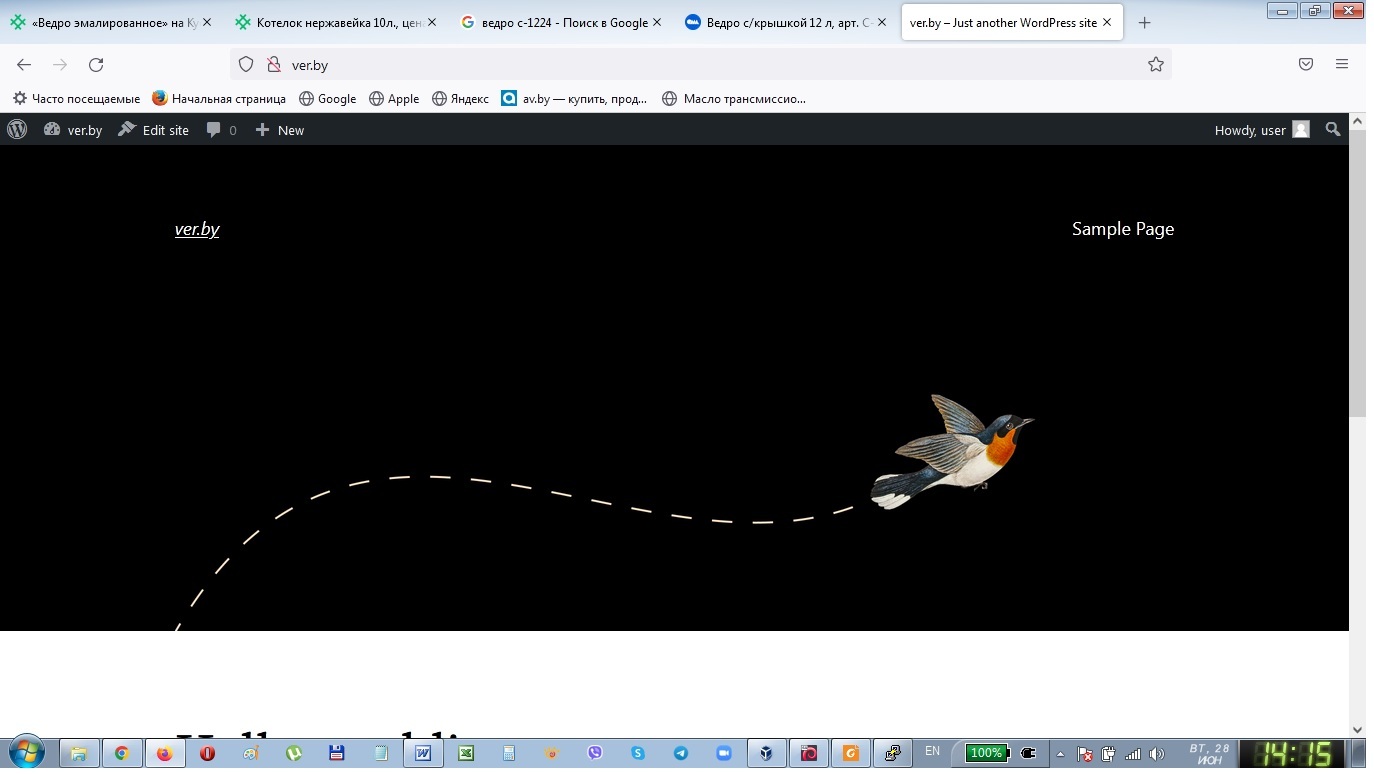 «Ведро эмалированное» на Ку
Котелок нержавейка 10л., цен
ведро с-1224 - Поиск в Google
Ведро с/крышкой 12 л, арт. С-
ver.by – Just another WordPress site
ver.by
Часто посещаемые
Начальная страница
Google
Apple
Яндекс
av.by — купить, прод...
Масло трансмиссио...
ver.by
Edit site
0
New
Howdy, user
ver.by
Sample Page
EN
100%
ВТ, 28
ИЮН
14:15